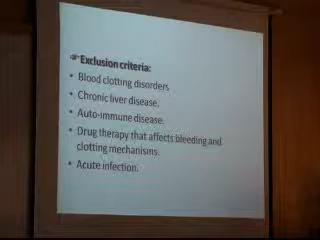 ☞Exclusion criteria:
• Blood clotting disorders
• Chronic liver disease.
• Auto-immune disease.
• Drug therapy that affects bleeding and
clotting mechanisms.
• Acute infection.